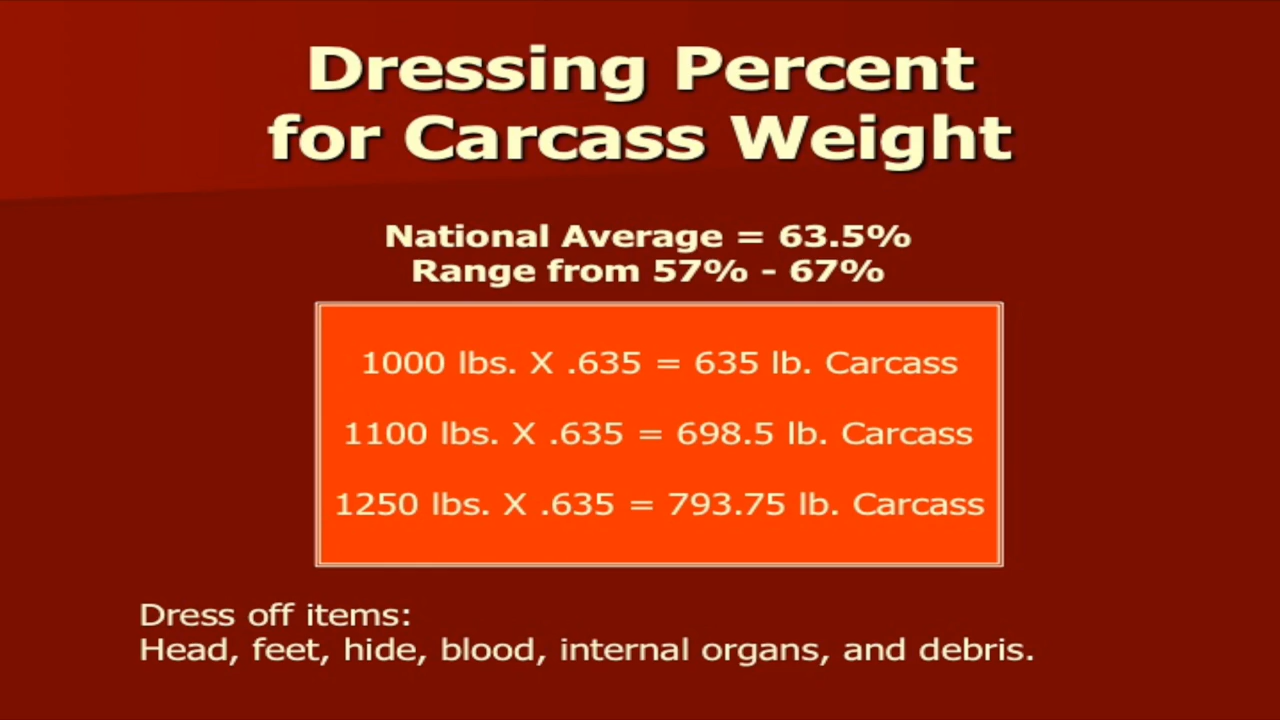 Dressing Percent
for Carcass Weight
National Average = 63.5%
Range from 57% - 67%
1000 lbs. X .635 = 635 lb. Carcass
1100 lbs. X .635 = 698.5 lb. Carcass
1250 lbs. X .635 = 793.75 lb. Carcass
Dress off items:
Head, feet, hide, blood, internal organs, and debris.